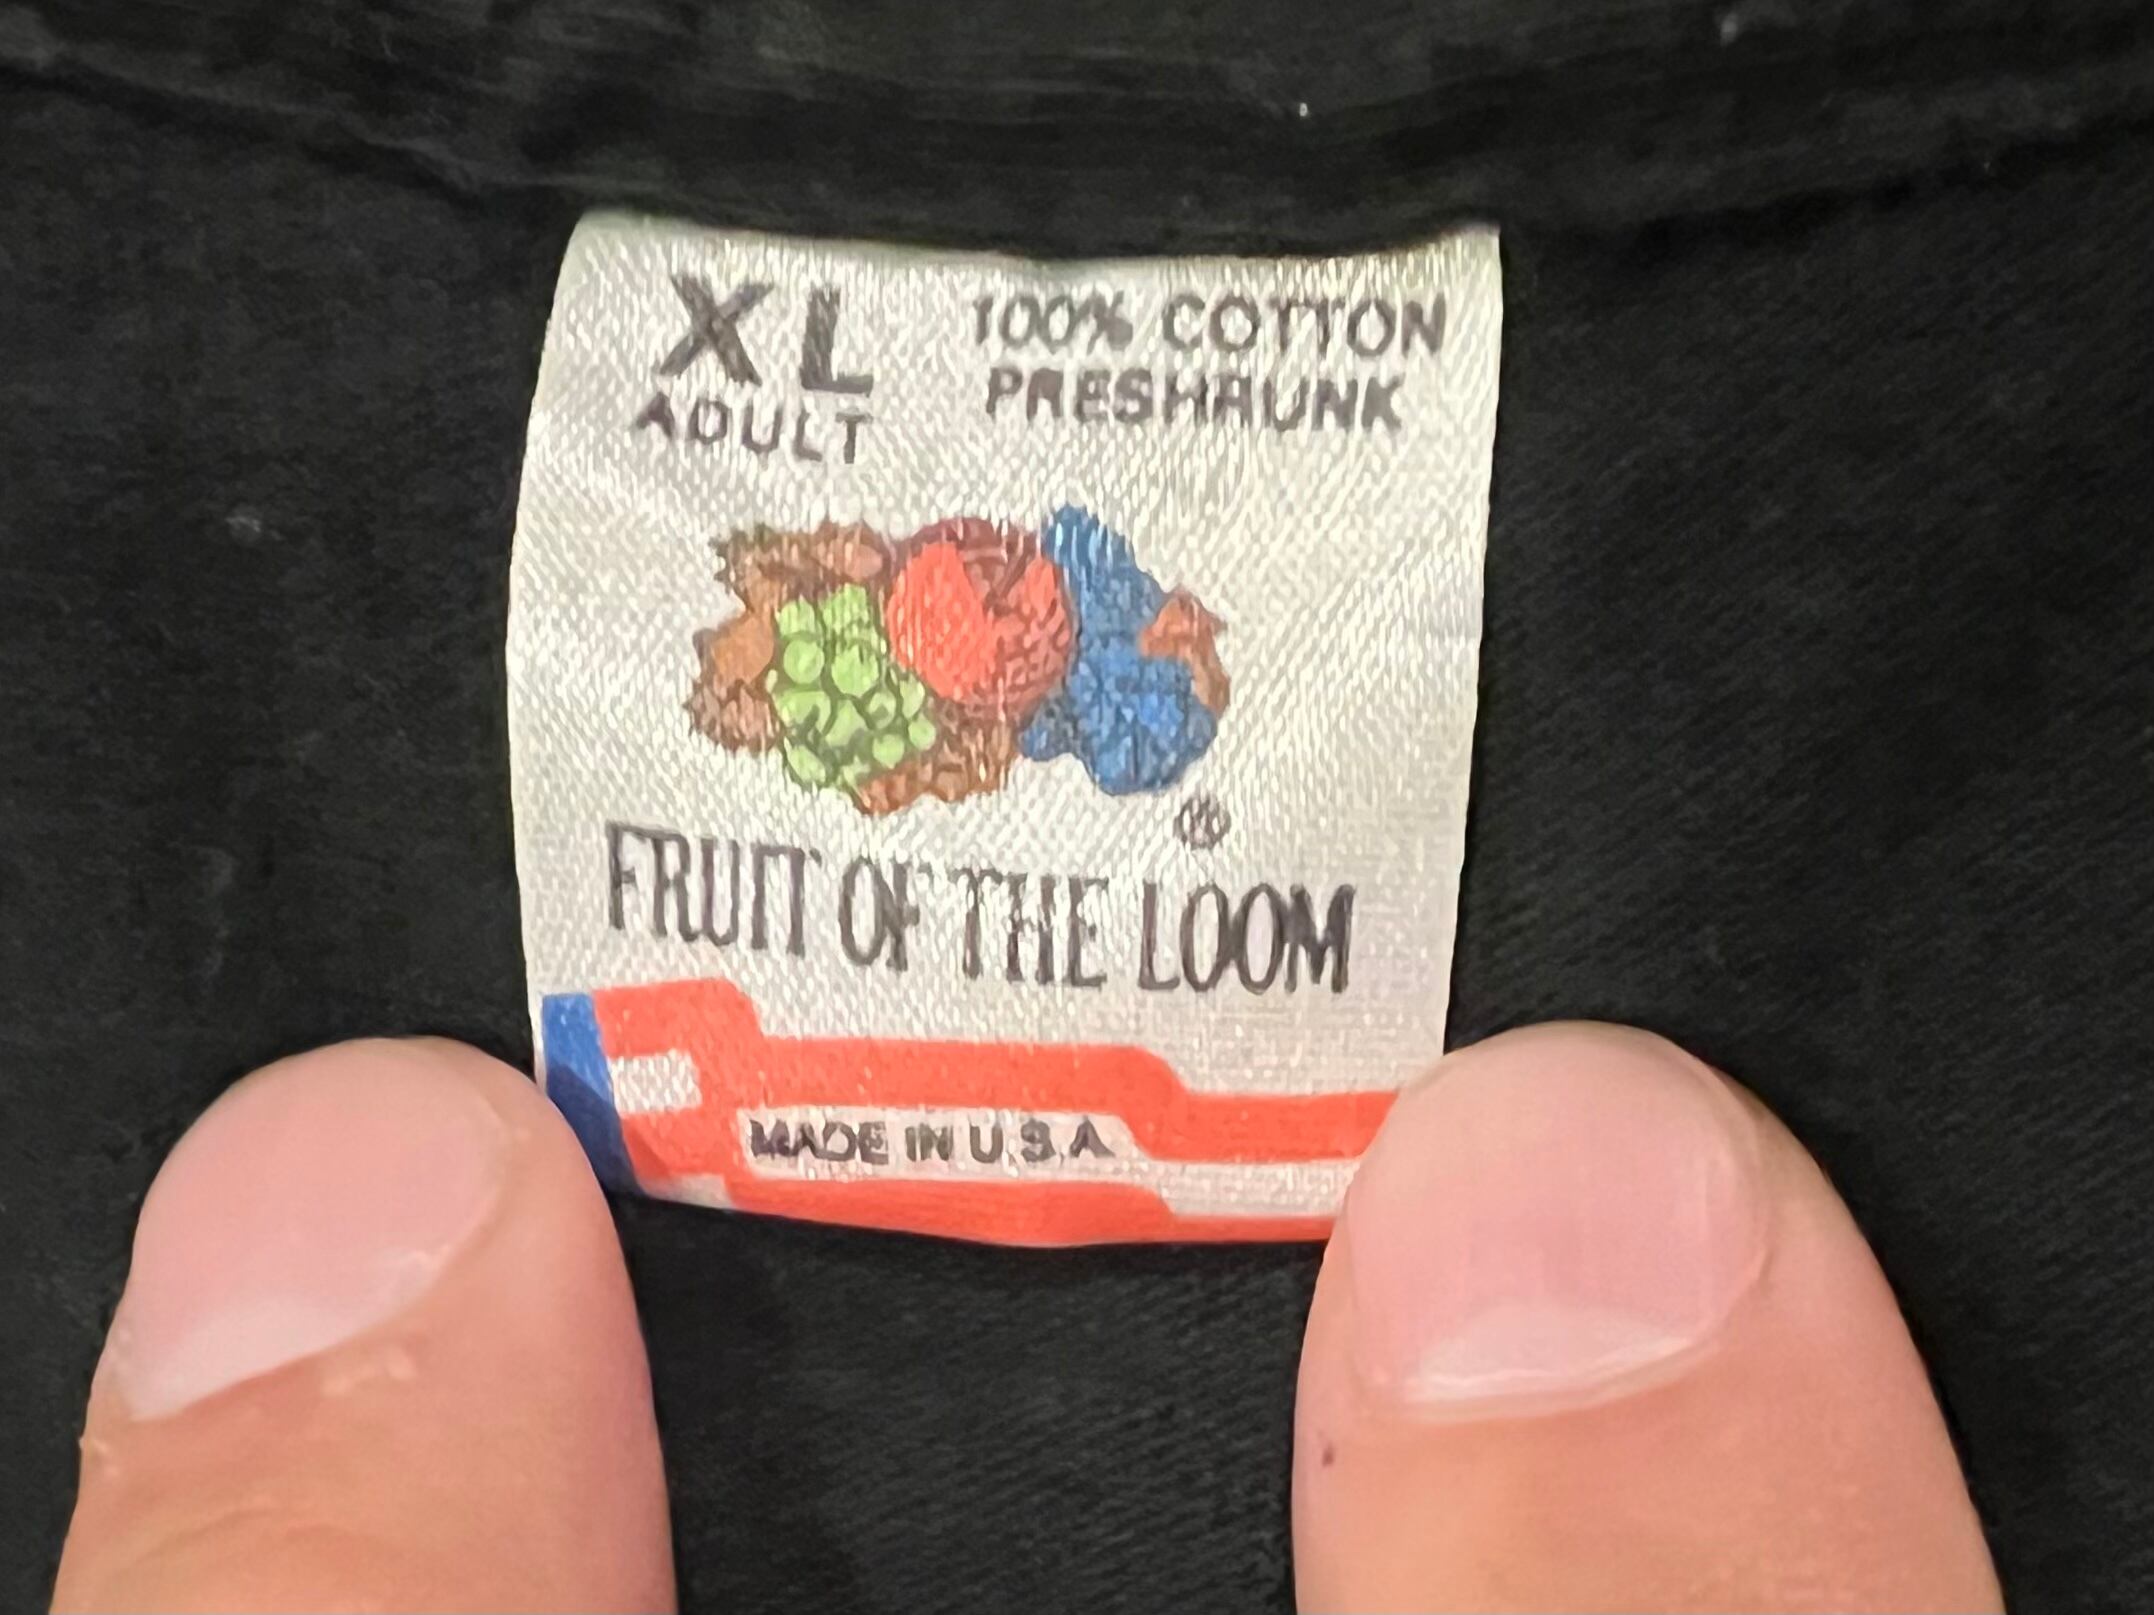 XL
ADULT
100% COTTON
PRESHRUNK
®
FRUIT OF THE LOOM
MADE IN U.S.A.